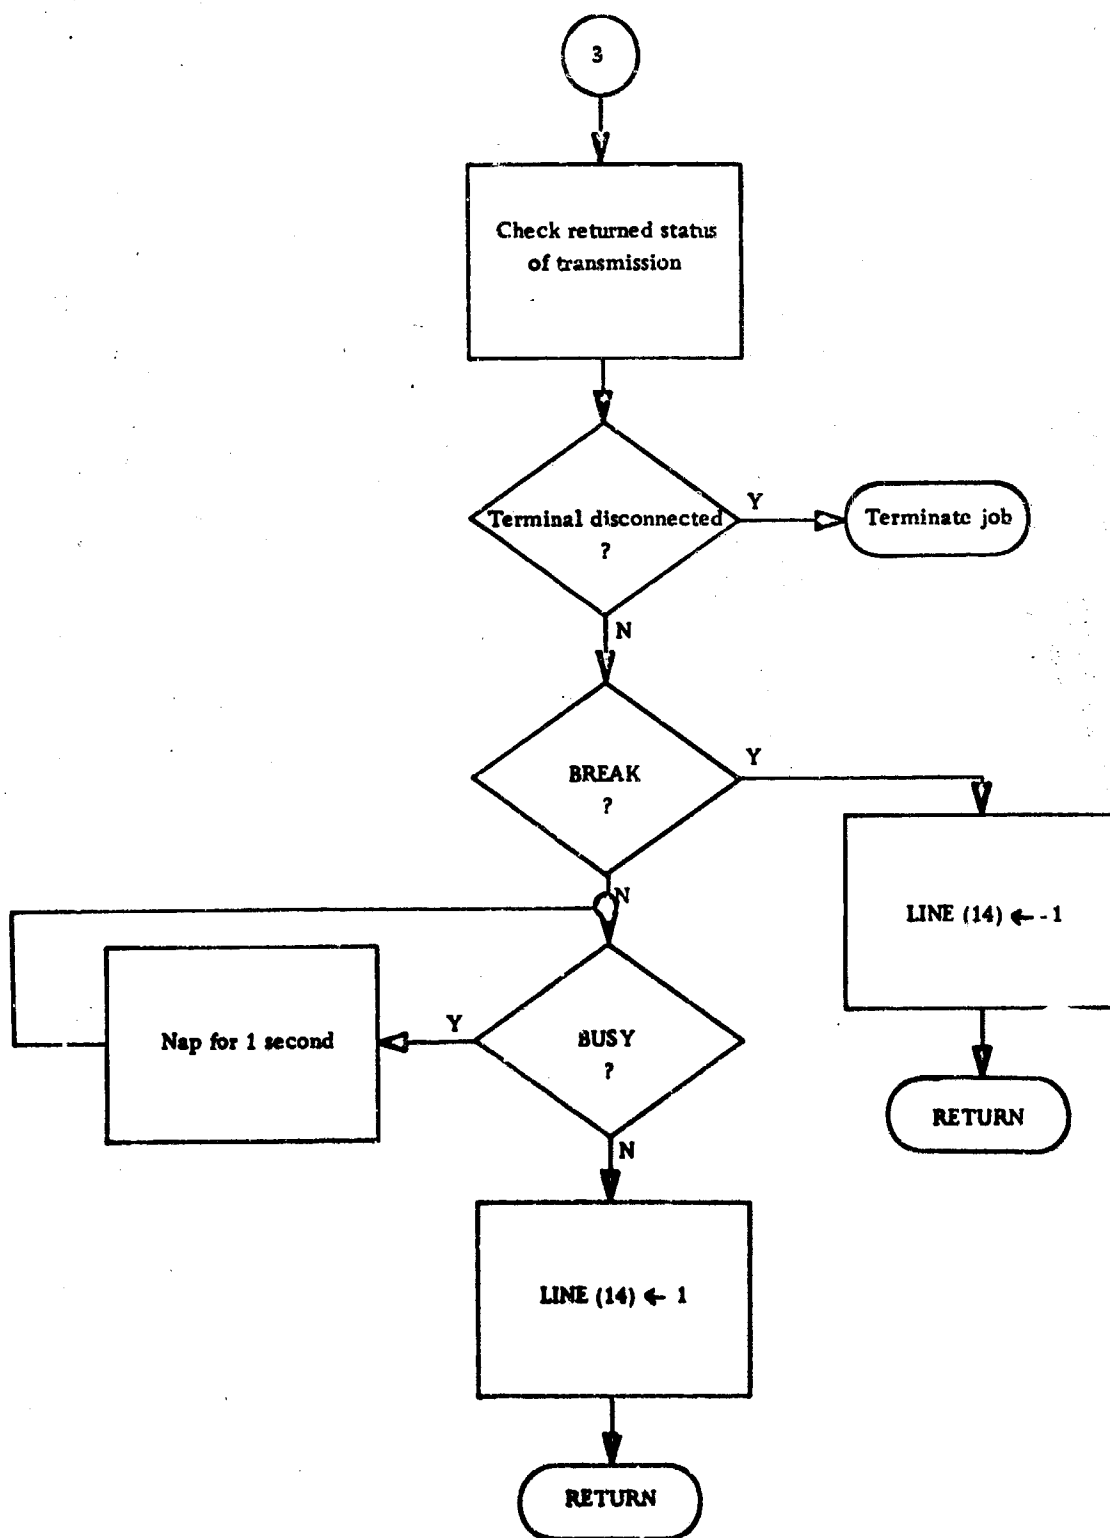 3
Check returned status
of transmission
Terminal disconnected
?
Y
Terminate job
N
BREAK
?
Y
N
LINE (14) ← -1
Nap for 1 second
Y
BUSY
?
RETURN
N
LINE (14) ← 1
RETURN